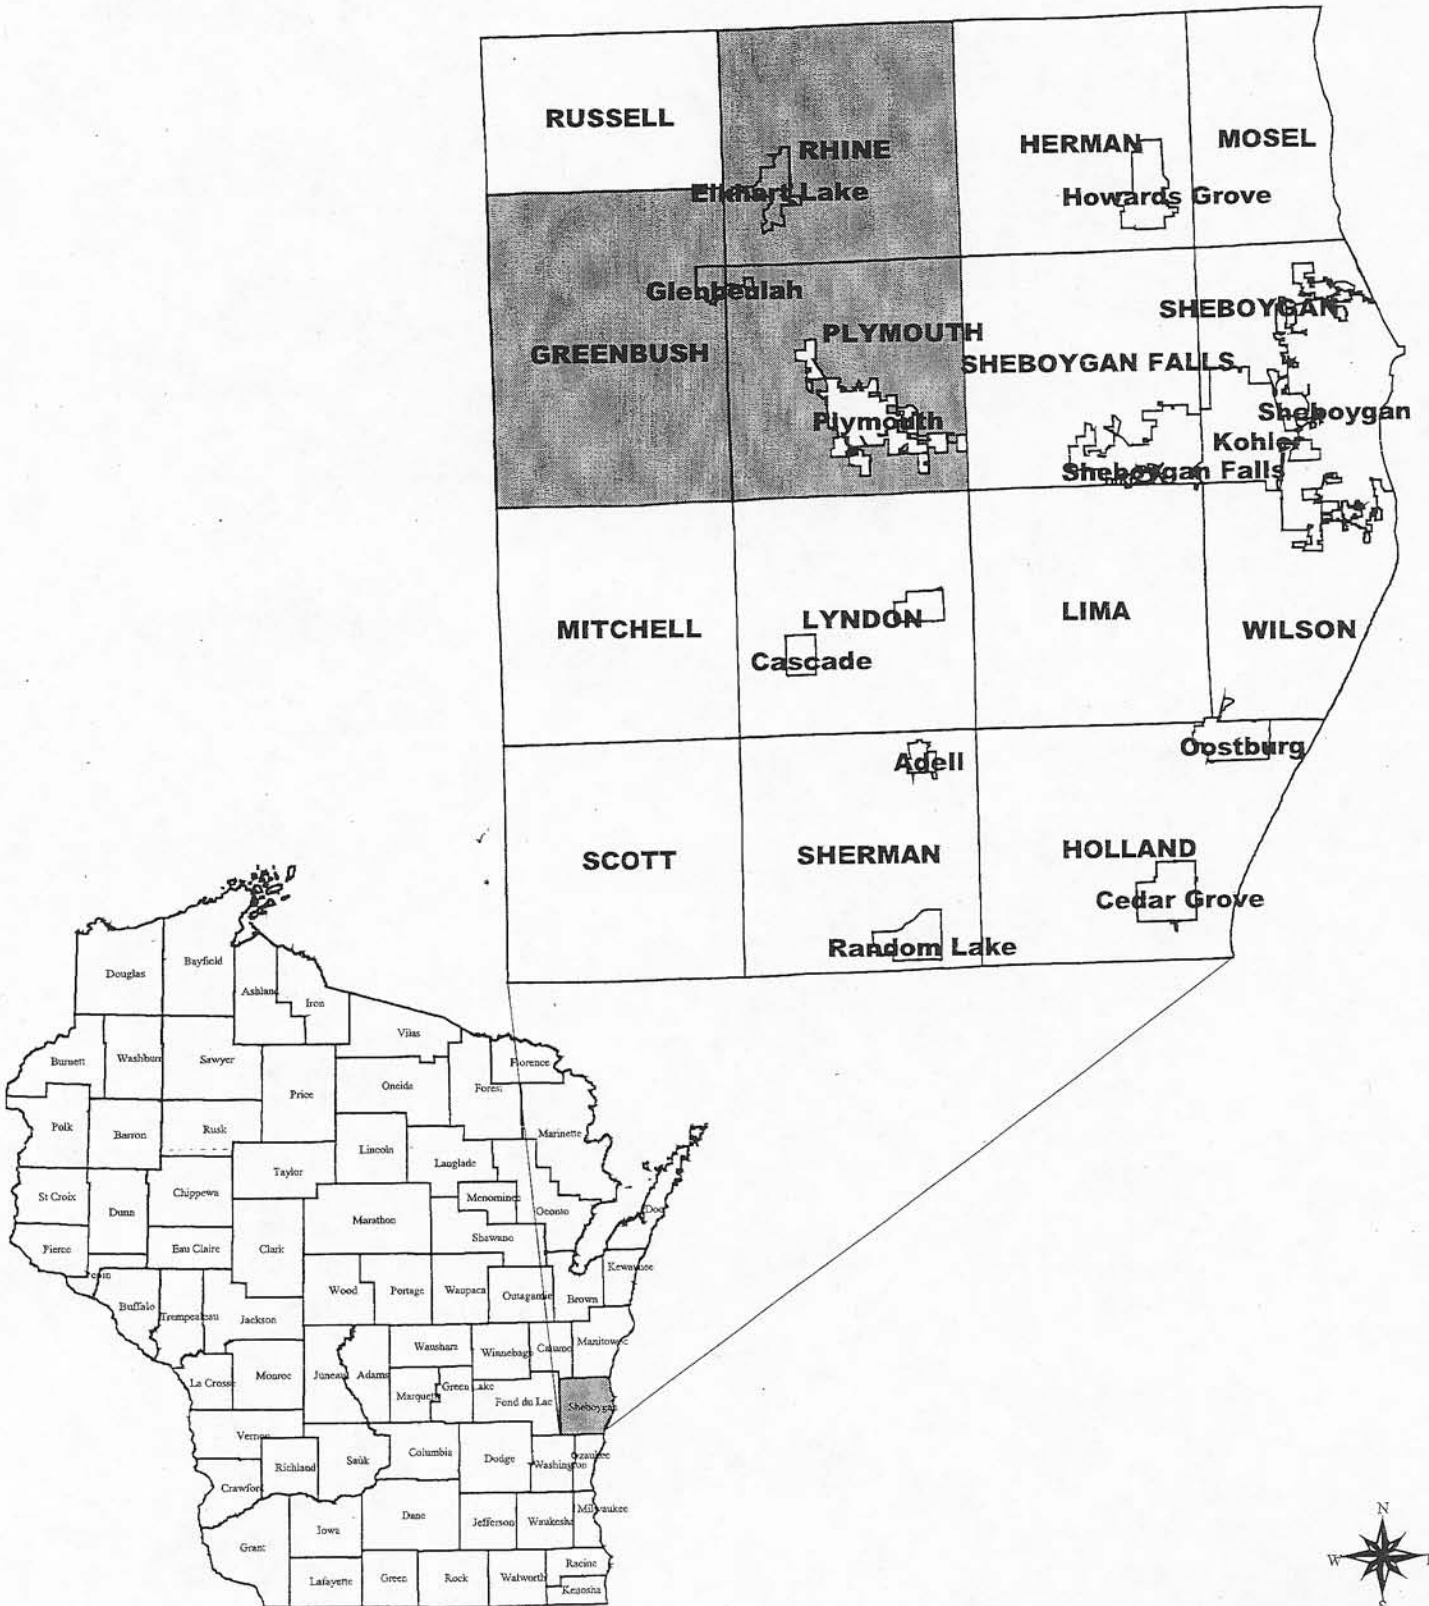 RUSSELL
RHINE
HERMAN
MOSEL
Elkhart Lake
Howards Grove
Glenbeulah
SHEBOYGAN
PLYMOUTH
GREENBUSH
SHEBOYGAN FALLS
Sheboygan
Plymouth
Kohler
Sheboygan Falls
LYNDON
LIMA
MITCHELL
WILSON
Cascade
Oostburg
Adell
SCOTT
SHERMAN
HOLLAND
Cedar Grove
Random Lake
Douglas
Bayfield
Ashland
Iron
Vilas
Burnett
Washburn
Sawyer
Florence
Price
Oneida
Forest
Polk
Barron
Rusk
Marinette
Lincoln
Langlade
Taylor
St Croix
Dunn
Chippewa
Menominee
Oconto
Doo
Marathon
Shawano
Pierce
Eau Claire
Clark
Kewaunee
Pepin
Wood
Portage
Waupaca
Outagamie
Brown
Buffalo
Trempealeau
Jackson
Waushara
Winnebago
Calumet
Manitowoc
La Crosse
Monroe
Juneau
Adams
Marquette
Green Lake
Fond du Lac
Sheboygan
Vernon
Columbia
Dodge
Washington
Ozaukee
Richland
Sauk
Crawford
Dane
Jefferson
Waukesha
Milwaukee
Iowa
Grant
Racine
Lafayette
Green
Rock
Walworth
Kenosha
N
W
S